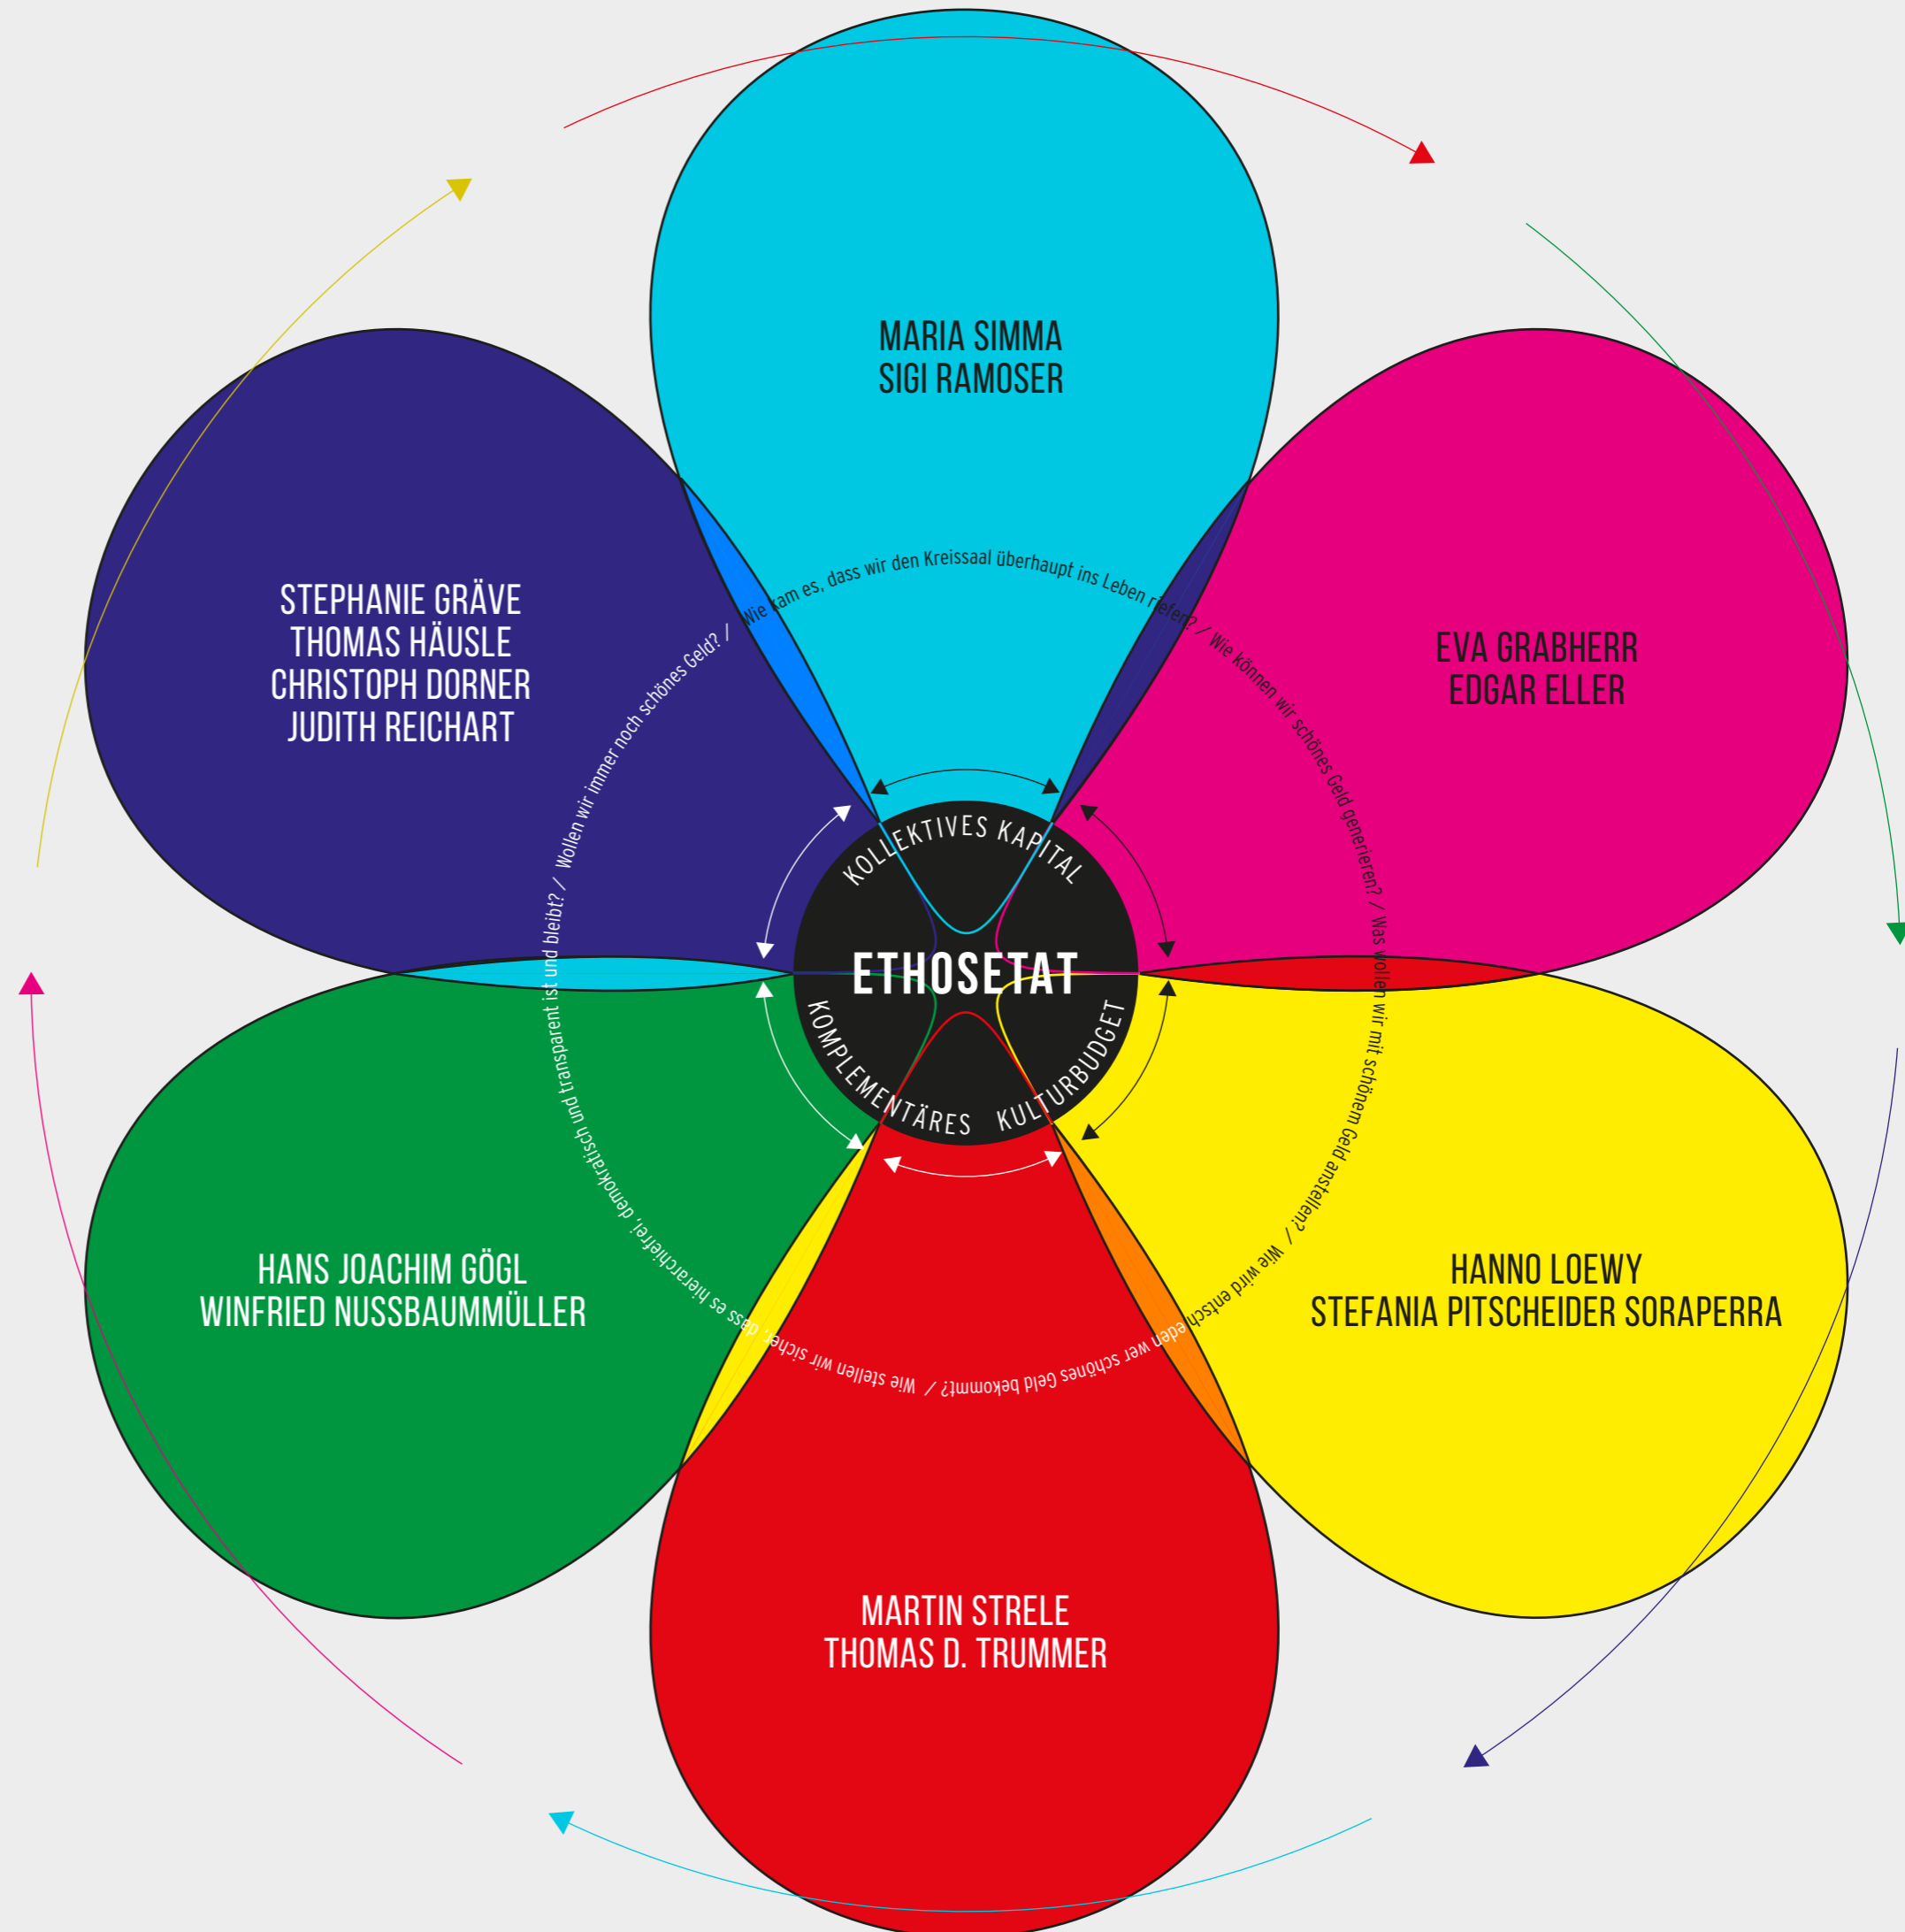 MARIA SIMMA
SIGI RAMOSER
EVA GRABHERR
EDGAR ELLER
HANNO LOEWY
STEFANIA PITSCHEIDER SORAPERRA
MARTIN STRELE
THOMAS D. TRUMMER
HANS JOACHIM GÖGL
WINFRIED NUSSBAUMMÜLLER
STEPHANIE GRÄVE
THOMAS HÄUSLE
CHRISTOPH DORNER
JUDITH REICHART
Wie kam es, dass wir den Kreissaal überhaupt ins Leben riefen? / Wie können wir schönes Geld generieren? / Was wollen wir mit schönem Geld anstellen? / Wie wird entschieden wer schönes Geld bekommt? / Wie stellen wir sicher, dass es hierarchiefrei, demokratisch und transparent ist und bleibt? / Wollen wir immer noch schönes Geld? /
KOLLEKTIVES KAPITAL
ETHOSETAT
KOMPLEMENTÄRES KULTURBUDGET